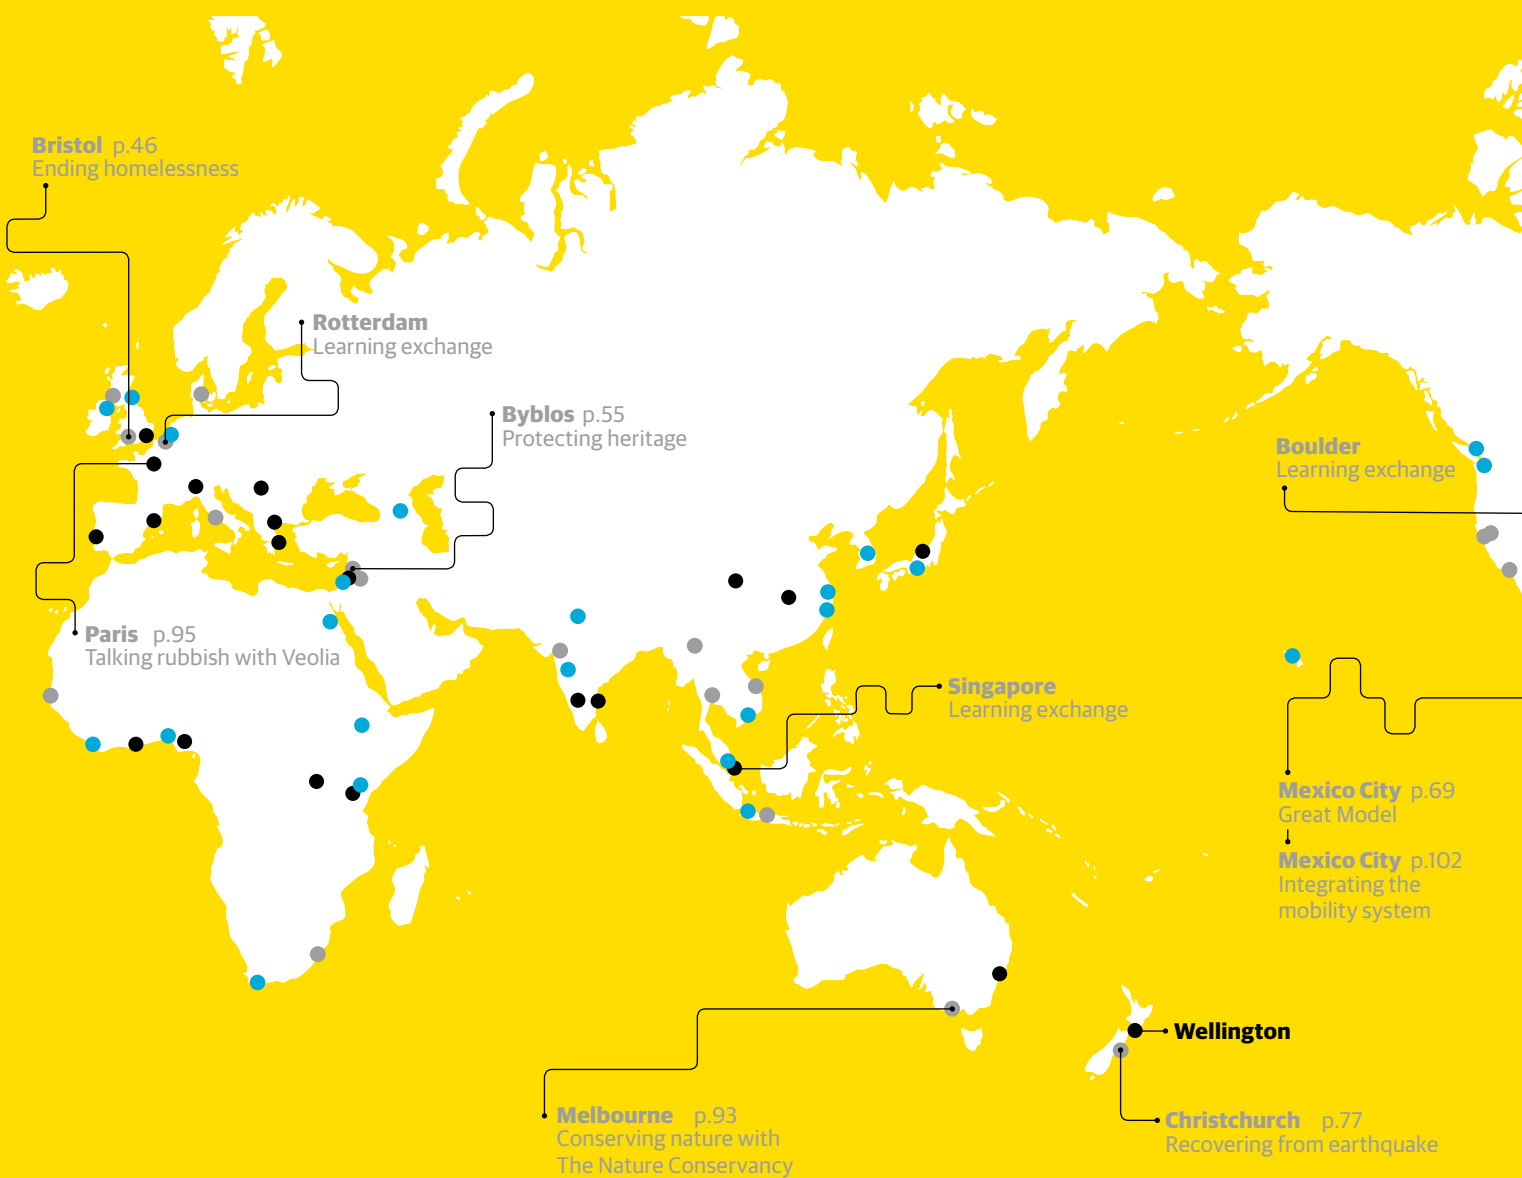 Bristol p.46
Ending homelessness
Rotterdam
Learning exchange
Byblos p.55
Protecting heritage
Boulder
Learning exchange
Paris p.95
Talking rubbish with Veolia
Singapore
Learning exchange
Mexico City p.69
Great Model
Mexico City p.102
Integrating the
mobility system
Wellington
Melbourne p.93
Conserving nature with
The Nature Conservancy
Christchurch p.77
Recovering from earthquake